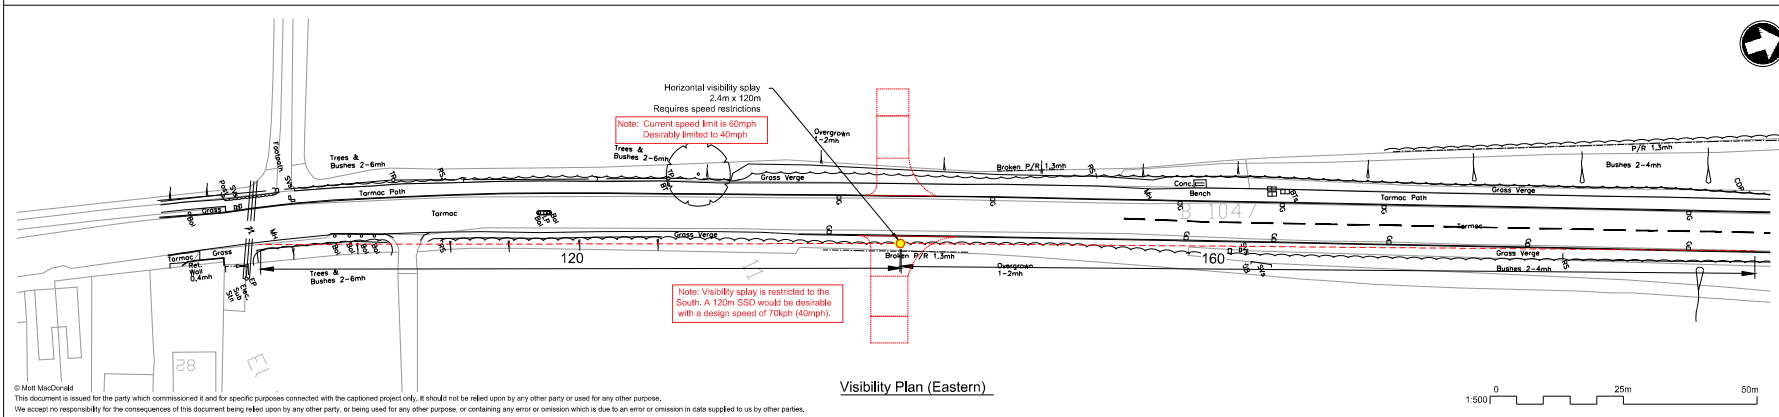 Horizontal visibility splay
2.4m x 120m
Requires speed restrictions
Note: Current speed limit is 60mph
Desirably limited to 40mph
Trees &
Bushes 2-6mh
Trees &
Bushes 2-6mh
Overgrown
1-2mh
Broken P/R 1.3mh
P/R 1.3mh
Bushes 2-4mh
Footpath
Grass Verge
Tarmac Path
Conc.
Bench
BTs
Grass Verge
Tarmac Path
Grass
Bol
Tarmac
B 1047
Tarmac
MH
Grass
Tarmac
Ret.
Wall
0.4mh
Elec.
Sub
Stn
Grass Verge
Grass Verge
120
160
Broken P/R 1.3mh
Overgrown
1-2mh
Bushes 2-4mh
Trees &
Bushes 2-6mh
Note: Visibility splay is restricted to the
South. A 120m SSD would be desirable
with a design speed of 70kph (40mph).
82
El
© Mott MacDonald
This document is issued for the party which commissioned it and for specific purposes connected with the captioned project only. It should not be relied upon by any other party or used for any other purpose.
We accept no responsibility for the consequences of this document being relied upon by any other party, or being used for any other purpose, or containing any error or omission which is due to an error or omission in data supplied to us by other parties.
Visibility Plan (Eastern)
0 25m 50m
1:500